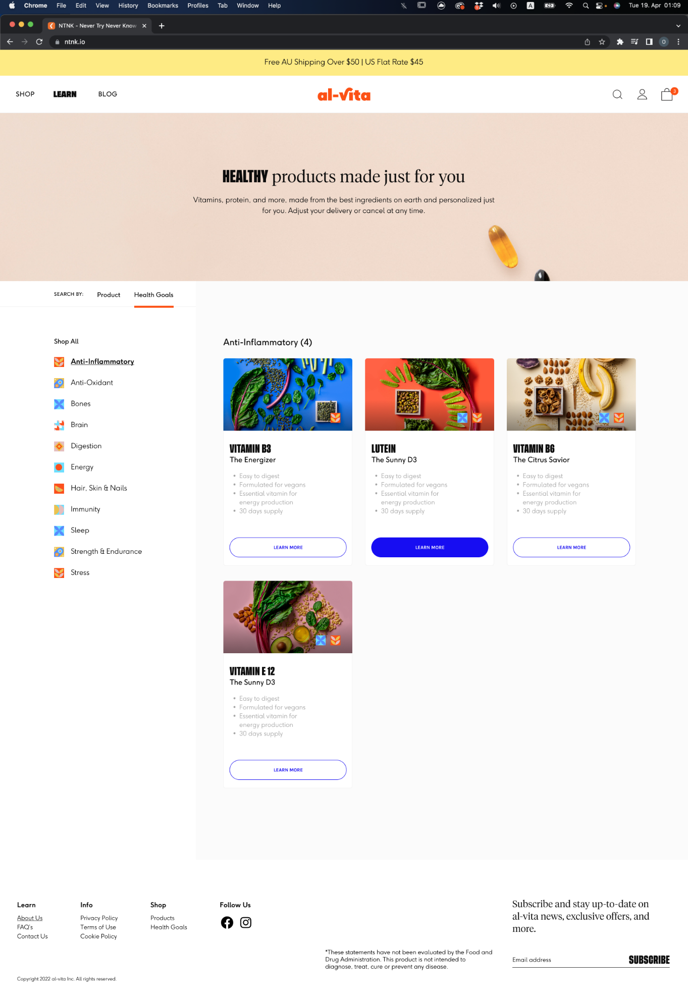 Chrome File Edit View History Bookmarks Profiles Tab Window Help A Tue 19. Apr 01:09
NTNK - Never Try Never Know
ntnk.io
Free AU Shipping Over $50 | US Flat Rate $45
SHOP LEARN BLOG al-vita 3
HEALTHY products made just for you
Vitamins, protein, and more, made from the best ingredients on earth and personalized just
for you. Adjust your delivery or cancel at any time.
SEARCH BY: Product Health Goals
Shop All
Anti-Inflammatory
Anti-Oxidant
Bones
Brain
Digestion
Energy
Hair, Skin & Nails
Immunity
Sleep
Strength & Endurance
Stress
Anti-Inflammatory (4)
VITAMIN B3
The Energizer
• Easy to digest
• Formulated for vegans
• Essential vitamin for
energy production
• 30 days supply
LEARN MORE
LUTEIN
The Sunny D3
• Easy to digest
• Formulated for vegans
• Essential vitamin for
energy production
• 30 days supply
LEARN MORE
VITAMIN B6
The Citrus Savior
• Easy to digest
• Formulated for vegans
• Essential vitamin for
energy production
• 30 days supply
LEARN MORE
VITAMIN E 12
The Sunny D3
• Easy to digest
• Formulated for vegans
• Essential vitamin for
energy production
• 30 days supply
LEARN MORE
Learn
About Us
FAQ's
Contact Us
Info
Privacy Policy
Terms of Use
Cookie Policy
Shop
Products
Health Goals
Follow Us
*These statements have not been evaluated by the Food and
Drug Administration. This product is not intended to
diagnose, treat, cure or prevent any disease.
Subscribe and stay up-to-date on
al-vita news, exclusive offers, and
more.
Email address SUBSCRIBE
Copyright 2022 al-vita Inc. All rights reserved.